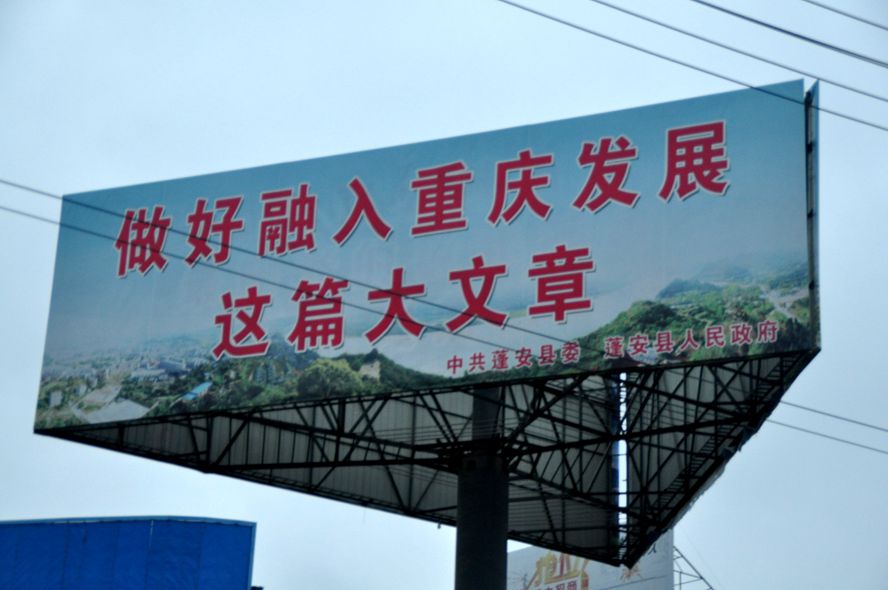 做好融入重庆发展
这篇大文章
中共蓬安县委 蓬安县人民政府